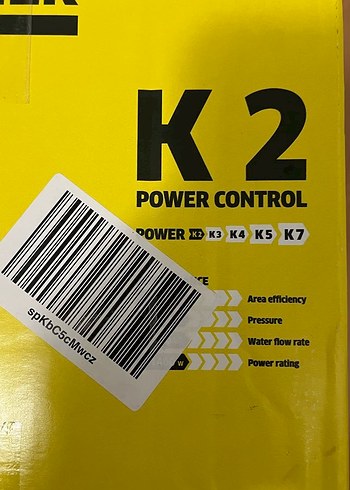 K 2
POWER CONTROL
POWER K2 K3 K4 K5 K7
Area efficiency
Pressure
Water flow rate
W Power rating
spKbC5cMwcz